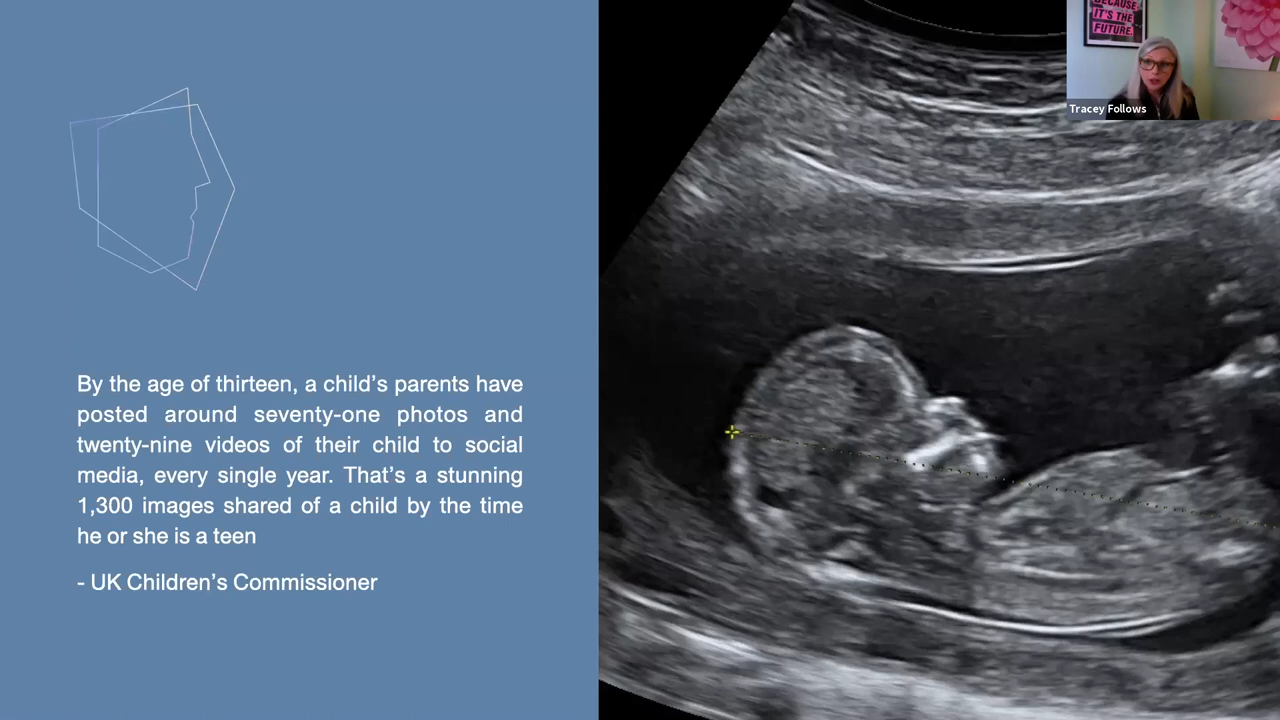 BECAUSE
IT'S THE
FUTURE.
Tracey Follows
By the age of thirteen, a child's parents have
posted around seventy-one photos and
twenty-nine videos of their child to social
media, every single year. That's a stunning
1,300 images shared of a child by the time
he or she is a teen
- UK Children's Commissioner